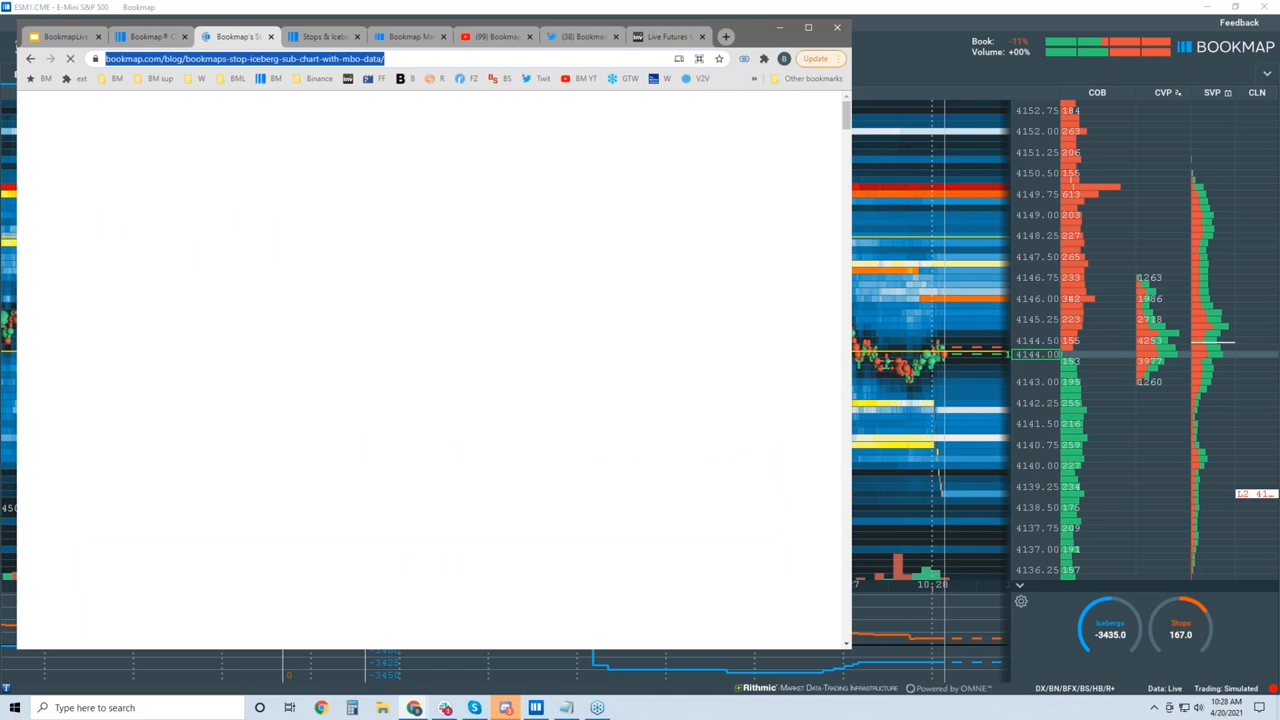 ESM1.CME - E-Mini S&P 500
Bookmap
Feedback
BookmapLive
Bookmap® C
Bookmap's St
Stops & Icebe
Bookmap Ma
(99) Bookmap
(38) Bookmap
Live Futures C
bookmap.com/blog/bookmaps-stop-iceberg-sub-chart-with-mbo-data/
B
Update
BM
ext
BM sup
W
BML
BM
Binance
FF
B
R
FZ
BS
Twit
BM YT
GTW
W
V2V
Other bookmarks
Book: -11%
Volume: +00%
BOOKMAP
COB
CVP
SVP
CLN
4152.75 184
4152.00 263
4151.25 206
4150.50 155
4149.75 613
4149.00 203
4148.25 227
4147.50 265
4146.75 233 1263
4146.00 342 1986
4145.25 223 2718
4144.50 155 4253
4144.00
153 3977
4143.00 195 1260
4142.25 255
4141.50 216
4140.75 259
4140.00 227
4139.25 234
L2 41...
4138.50 175
4137.75 209
4137.00 191
4136.25 157
10:28
Icebergs
-3435.0
Stops
167.0
-3425
-3450
0
Rithmic - Market Data-Trading Infrastructure
Powered by OMNE™
DX/BN/BFX/BS/HB/R+
Data: Live
Trading: Simulated
Type here to search
10:28 AM
4/20/2021